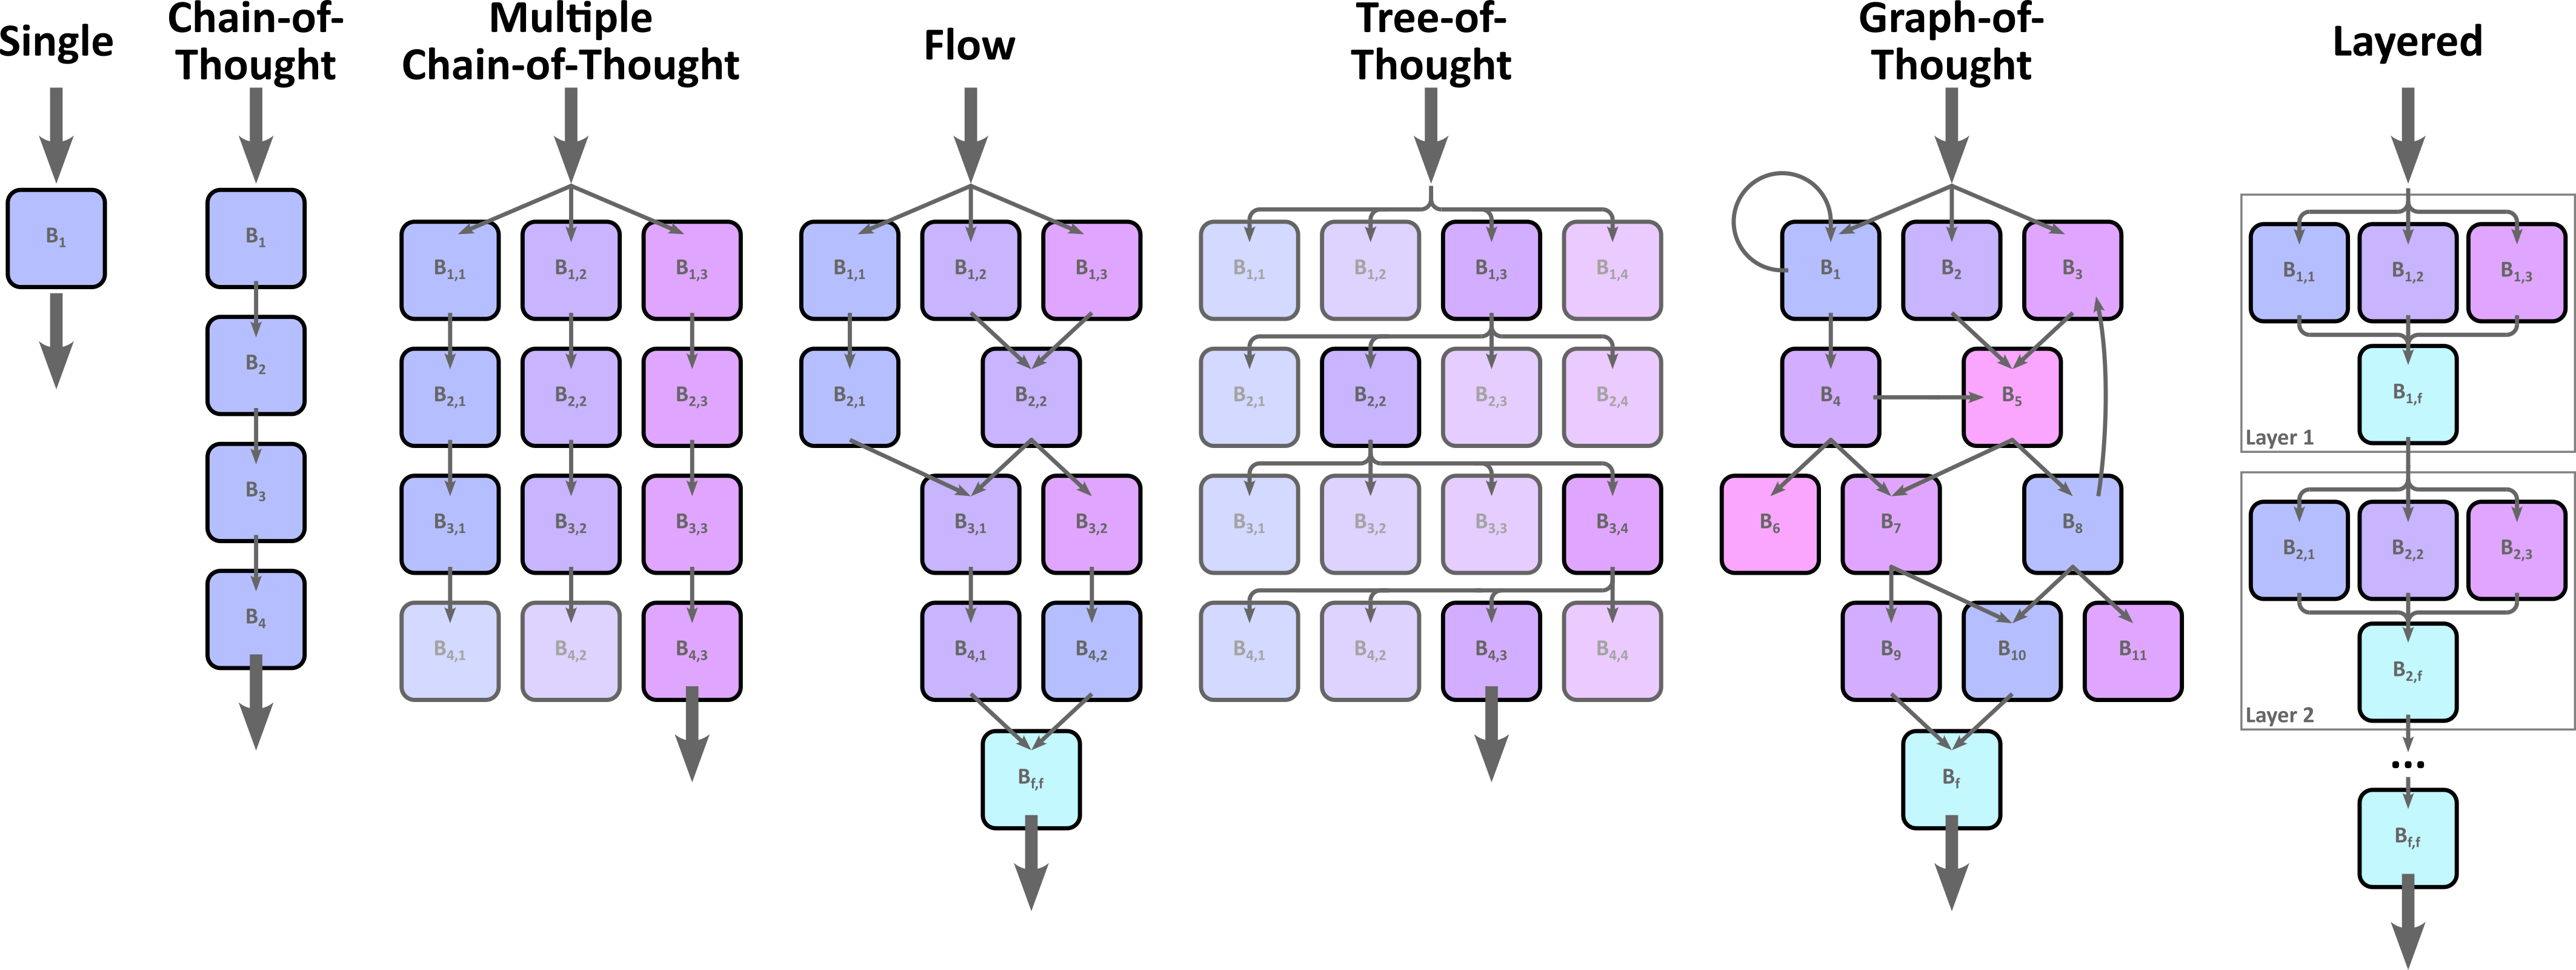 Single
Chain-of-
Thought
Multiple
Chain-of-Thought
Flow
Tree-of-
Thought
Graph-of-
Thought
Layered
B1
B1
B2
B3
B4
B1,1 B1,2 B1,3
B2,1 B2,2 B2,3
B3,1 B3,2 B3,3
B4,1 B4,2 B4,3
B1,1 B1,2 B1,3
B2,1 B2,2
B3,1 B3,2
B4,1 B4,2
Bf,f
B1,1 B1,2 B1,3 B1,4
B2,1 B2,2 B2,3 B2,4
B3,1 B3,2 B3,3 B3,4
B4,1 B4,2 B4,3 B4,4
B1 B2 B3
B4 B5
B6 B7 B8
B9 B10 B11
Bf
B1,1 B1,2 B1,3
B1,f
Layer 1
B2,1 B2,2 B2,3
B2,f
Layer 2
...
Bf,f